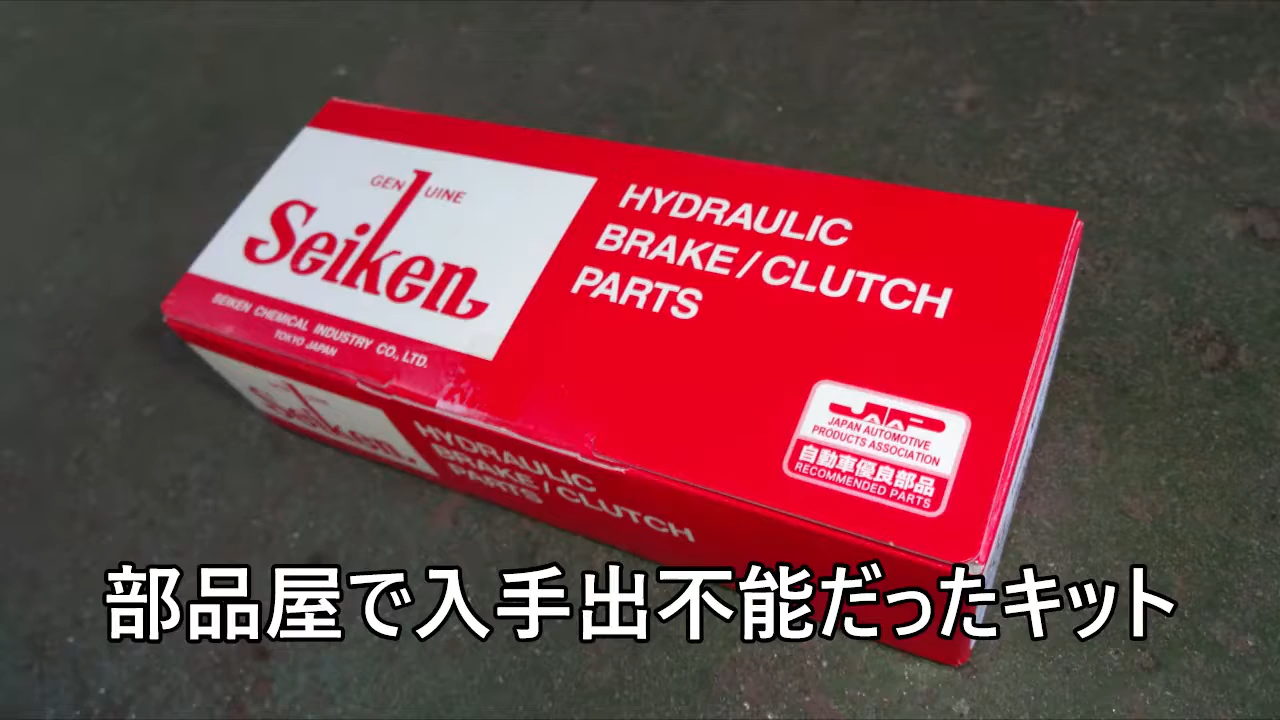 GENUINE
Seiken
SEIKEN CHEMICAL INDUSTRY CO., LTD.
TOKYO JAPAN
HYDRAULIC
BRAKE/CLUTCH
PARTS
JAPAN AUTOMOTIVE
PRODUCTS ASSOCIATION
自動車優良部品
RECOMMENDED PARTS
Seiken
HYDRAULIC
BRAKE/CLUTCH
PARTS
部品屋で入手出不能だったキット